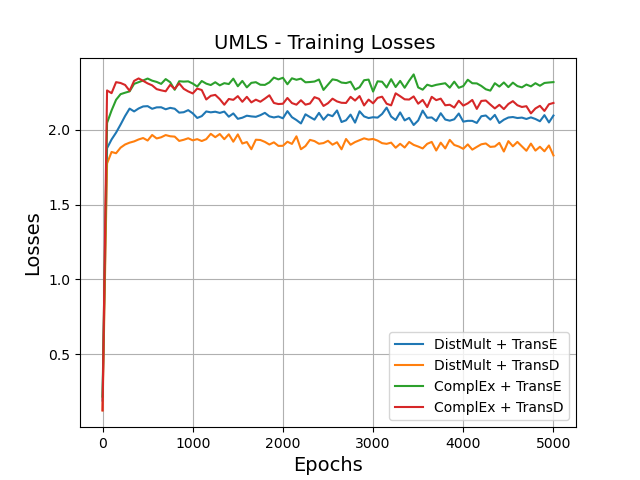 UMLS - Training Losses
Losses
2.0
1.5
1.0
0.5
0 1000 2000 3000 4000 5000
Epochs
DistMult + TransE
DistMult + TransD
ComplEx + TransE
ComplEx + TransD